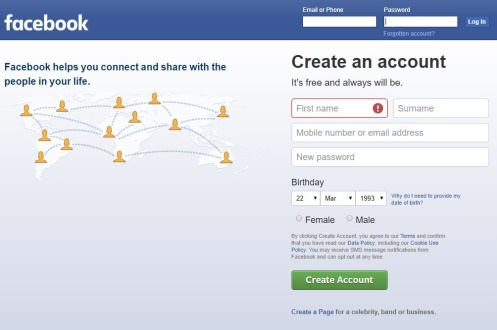 facebook
Email or Phone
Password
Log In
Forgotten account?
Facebook helps you connect and share with the
people in your life.
Create an account
It's free and always will be.
First name
Surname
Mobile number or email address
New password
Birthday
22 Mar 1993
Why do I need to provide my
date of birth?
Female Male
By clicking Create Account, you agree to our Terms and confirm
that you have read our Data Policy, including our Cookie Use
Policy. You may receive SMS message notifications from
Facebook and can opt out at any time.
Create Account
Create a Page for a celebrity, band or business.